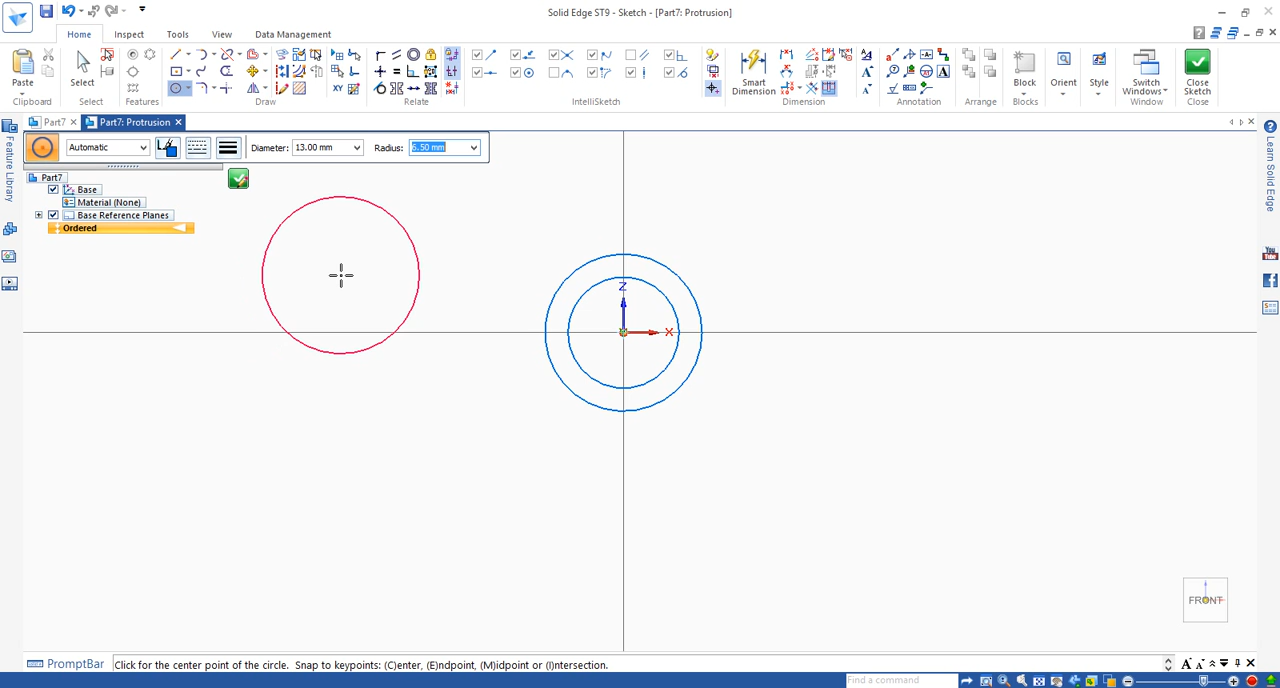 Solid Edge ST9 - Sketch - [Part7: Protrusion]
Home Inspect Tools View Data Management
Paste
Clipboard
Select
Select
Features
Draw
Relate
IntelliSketch
Smart Dimension
Dimension
Annotation
Arrange
Block
Blocks
Orient
Style
Switch Windows
Window
Close Sketch
Close
Part7 Part7: Protrusion
Automatic Diameter: 13.00 mm Radius: 6.50 mm
Feature Library
Part7
Base
Material (None)
Base Reference Planes
Ordered
Z
X
Learn Solid Edge
You Tube
FRONT
PromptBar Click for the center point of the circle. Snap to keypoints: (C)enter, (E)ndpoint, (M)idpoint or (I)ntersection.
Find a command